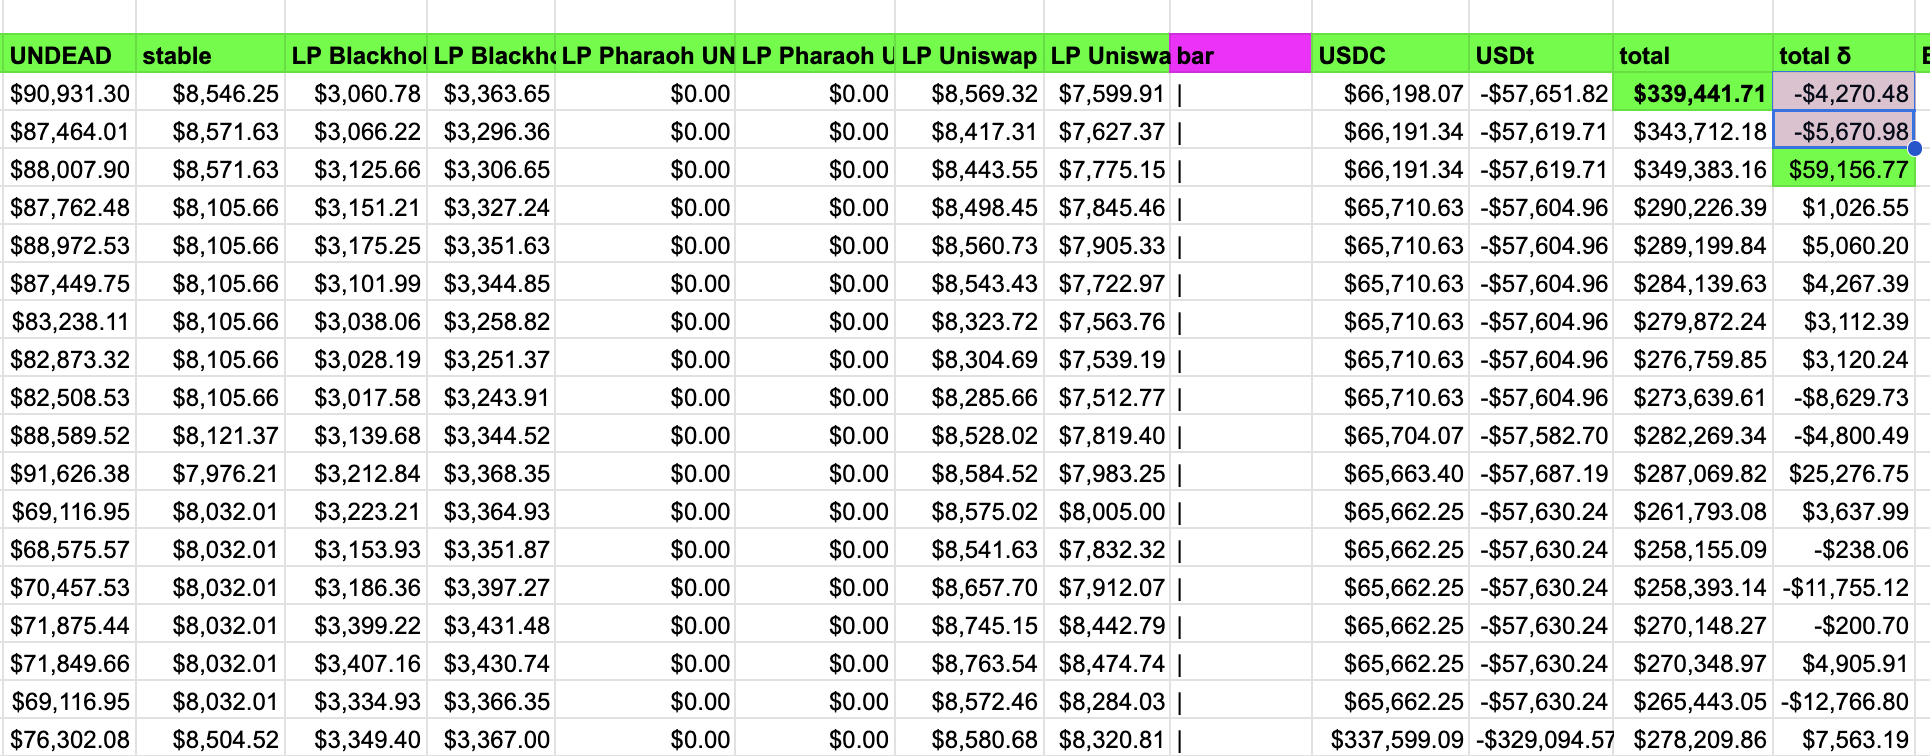 UNDEAD stable LP Blackhol LP Blackho LP Pharaoh UN LP Pharaoh U LP Uniswap LP Uniswa bar USDC USDt total total δ
$90,931.30 $8,546.25 $3,060.78 $3,363.65 $0.00 $0.00 $8,569.32 $7,599.91 | $66,198.07 -$57,651.82 $339,441.71 -$4,270.48
$87,464.01 $8,571.63 $3,066.22 $3,296.36 $0.00 $0.00 $8,417.31 $7,627.37 | $66,191.34 -$57,619.71 $343,712.18 -$5,670.98
$88,007.90 $8,571.63 $3,125.66 $3,306.65 $0.00 $0.00 $8,443.55 $7,775.15 | $66,191.34 -$57,619.71 $349,383.16 $59,156.77
$87,762.48 $8,105.66 $3,151.21 $3,327.24 $0.00 $0.00 $8,498.45 $7,845.46 | $65,710.63 -$57,604.96 $290,226.39 $1,026.55
$88,972.53 $8,105.66 $3,175.25 $3,351.63 $0.00 $0.00 $8,560.73 $7,905.33 | $65,710.63 -$57,604.96 $289,199.84 $5,060.20
$87,449.75 $8,105.66 $3,101.99 $3,344.85 $0.00 $0.00 $8,543.43 $7,722.97 | $65,710.63 -$57,604.96 $284,139.63 $4,267.39
$83,238.11 $8,105.66 $3,038.06 $3,258.82 $0.00 $0.00 $8,323.72 $7,563.76 | $65,710.63 -$57,604.96 $279,872.24 $3,112.39
$82,873.32 $8,105.66 $3,028.19 $3,251.37 $0.00 $0.00 $8,304.69 $7,539.19 | $65,710.63 -$57,604.96 $276,759.85 $3,120.24
$82,508.53 $8,105.66 $3,017.58 $3,243.91 $0.00 $0.00 $8,285.66 $7,512.77 | $65,710.63 -$57,604.96 $273,639.61 -$8,629.73
$88,589.52 $8,121.37 $3,139.68 $3,344.52 $0.00 $0.00 $8,528.02 $7,819.40 | $65,704.07 -$57,582.70 $282,269.34 -$4,800.49
$91,626.38 $7,976.21 $3,212.84 $3,368.35 $0.00 $0.00 $8,584.52 $7,983.25 | $65,663.40 -$57,687.19 $287,069.82 $25,276.75
$69,116.95 $8,032.01 $3,223.21 $3,364.93 $0.00 $0.00 $8,575.02 $8,005.00 | $65,662.25 -$57,630.24 $261,793.08 $3,637.99
$68,575.57 $8,032.01 $3,153.93 $3,351.87 $0.00 $0.00 $8,541.63 $7,832.32 | $65,662.25 -$57,630.24 $258,155.09 -$238.06
$70,457.53 $8,032.01 $3,186.36 $3,397.27 $0.00 $0.00 $8,657.70 $7,912.07 | $65,662.25 -$57,630.24 $258,393.14 -$11,755.12
$71,875.44 $8,032.01 $3,399.22 $3,431.48 $0.00 $0.00 $8,745.15 $8,442.79 | $65,662.25 -$57,630.24 $270,148.27 -$200.70
$71,849.66 $8,032.01 $3,407.16 $3,430.74 $0.00 $0.00 $8,763.54 $8,474.74 | $65,662.25 -$57,630.24 $270,348.97 $4,905.91
$69,116.95 $8,032.01 $3,334.93 $3,366.35 $0.00 $0.00 $8,572.46 $8,284.03 | $65,662.25 -$57,630.24 $265,443.05 -$12,766.80
$76,302.08 $8,504.52 $3,349.40 $3,367.00 $0.00 $0.00 $8,580.68 $8,320.81 | $337,599.09 -$329,094.57 $278,209.86 $7,563.19